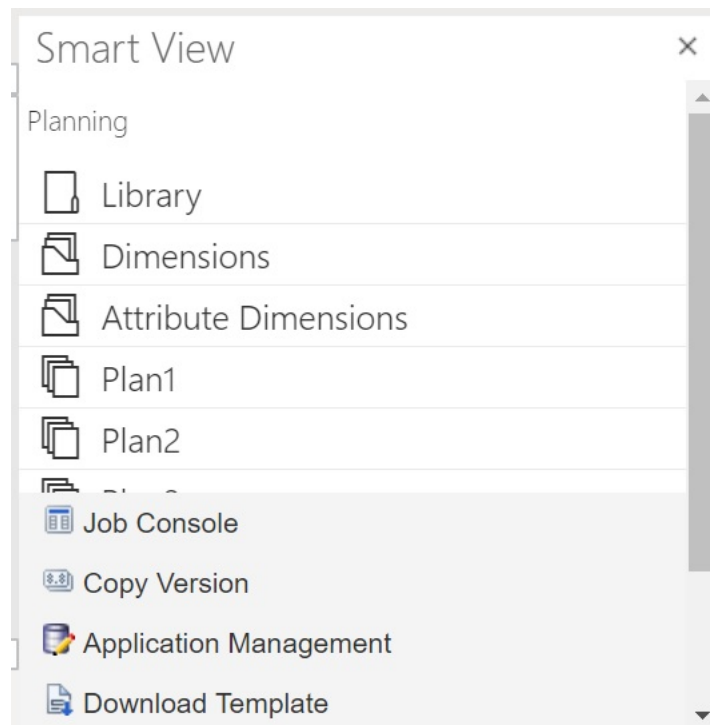 Smart View
Planning
Library
Dimensions
Attribute Dimensions
Plan1
Plan2
Job Console
Copy Version
Application Management
Download Template